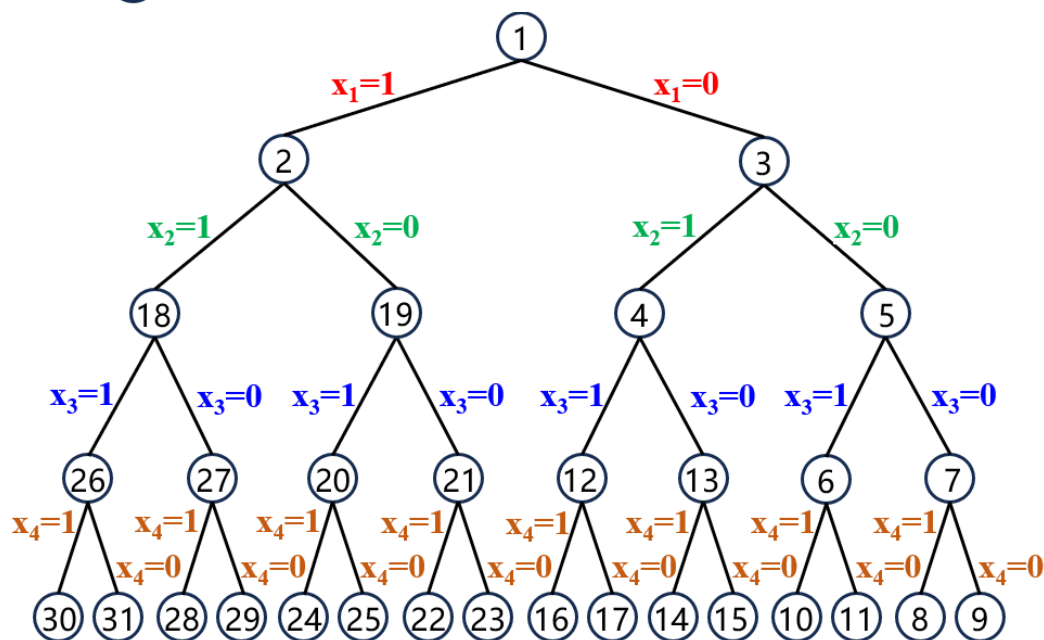 1
x₁=1 x₁=0
2 3
x₂=1 x₂=0 x₂=1 x₂=0
18 19 4 5
x₃=1 x₃=0 x₃=1 x₃=0 x₃=1 x₃=0 x₃=1 x₃=0
26 27 20 21 12 13 6 7
x₄=1 x₄=1 x₄=1 x₄=1 x₄=1 x₄=1 x₄=1 x₄=1
x₄=0 x₄=0 x₄=0 x₄=0 x₄=0 x₄=0 x₄=0 x₄=0
30 31 28 29 24 25 22 23 16 17 14 15 10 11 8 9